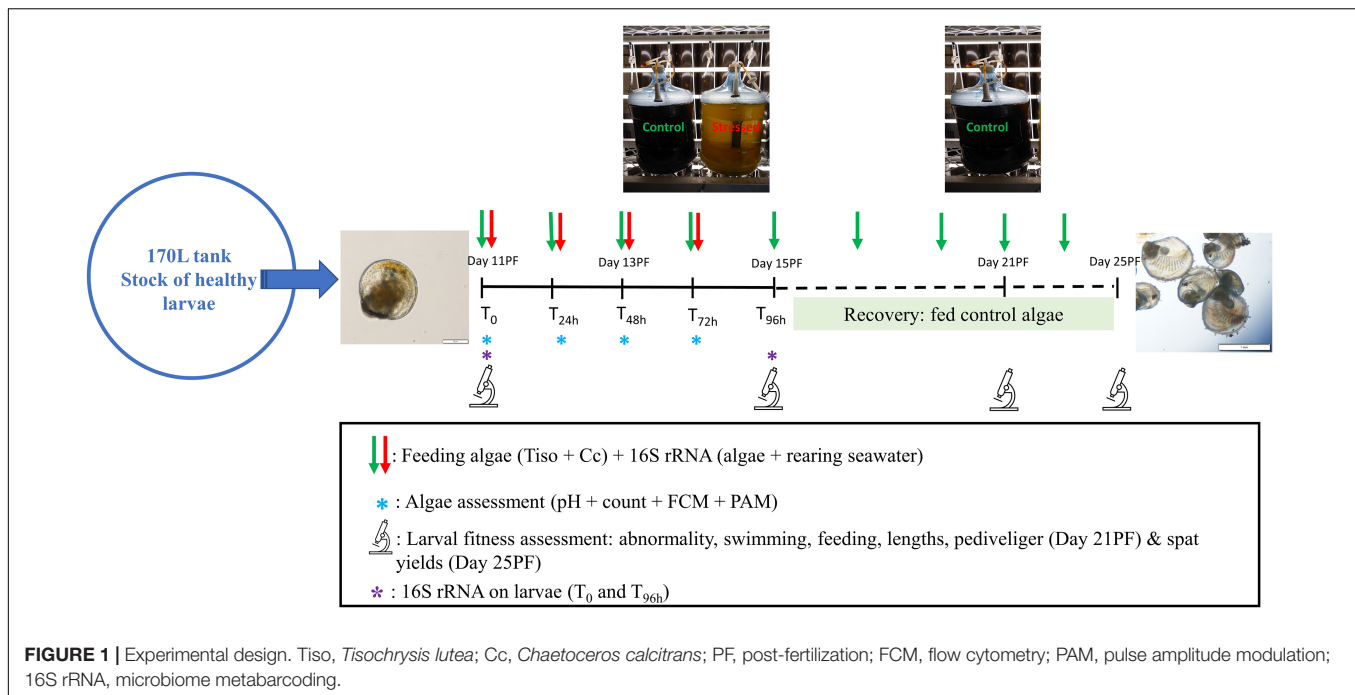 Control
Stressed
Control
170L tank
Stock of healthy
larvae
Day 11PF
Day 13PF
Day 15PF
Day 21PF
Day 25PF
T0
T24h
T48h
T72h
T96h
Recovery: fed control algae
*
*
*
*
*
*
: Feeding algae (Tiso + Cc) + 16S rRNA (algae + rearing seawater)
* : Algae assessment (pH + count + FCM + PAM)
: Larval fitness assessment: abnormality, swimming, feeding, lengths, pediveliger (Day 21PF) & spat
yields (Day 25PF)
* : 16S rRNA on larvae (T0 and T96h)
FIGURE 1 | Experimental design. Tiso, Tisochrysis lutea; Cc, Chaetoceros calcitrans; PF, post-fertilization; FCM, flow cytometry; PAM, pulse amplitude modulation;
16S rRNA, microbiome metabarcoding.